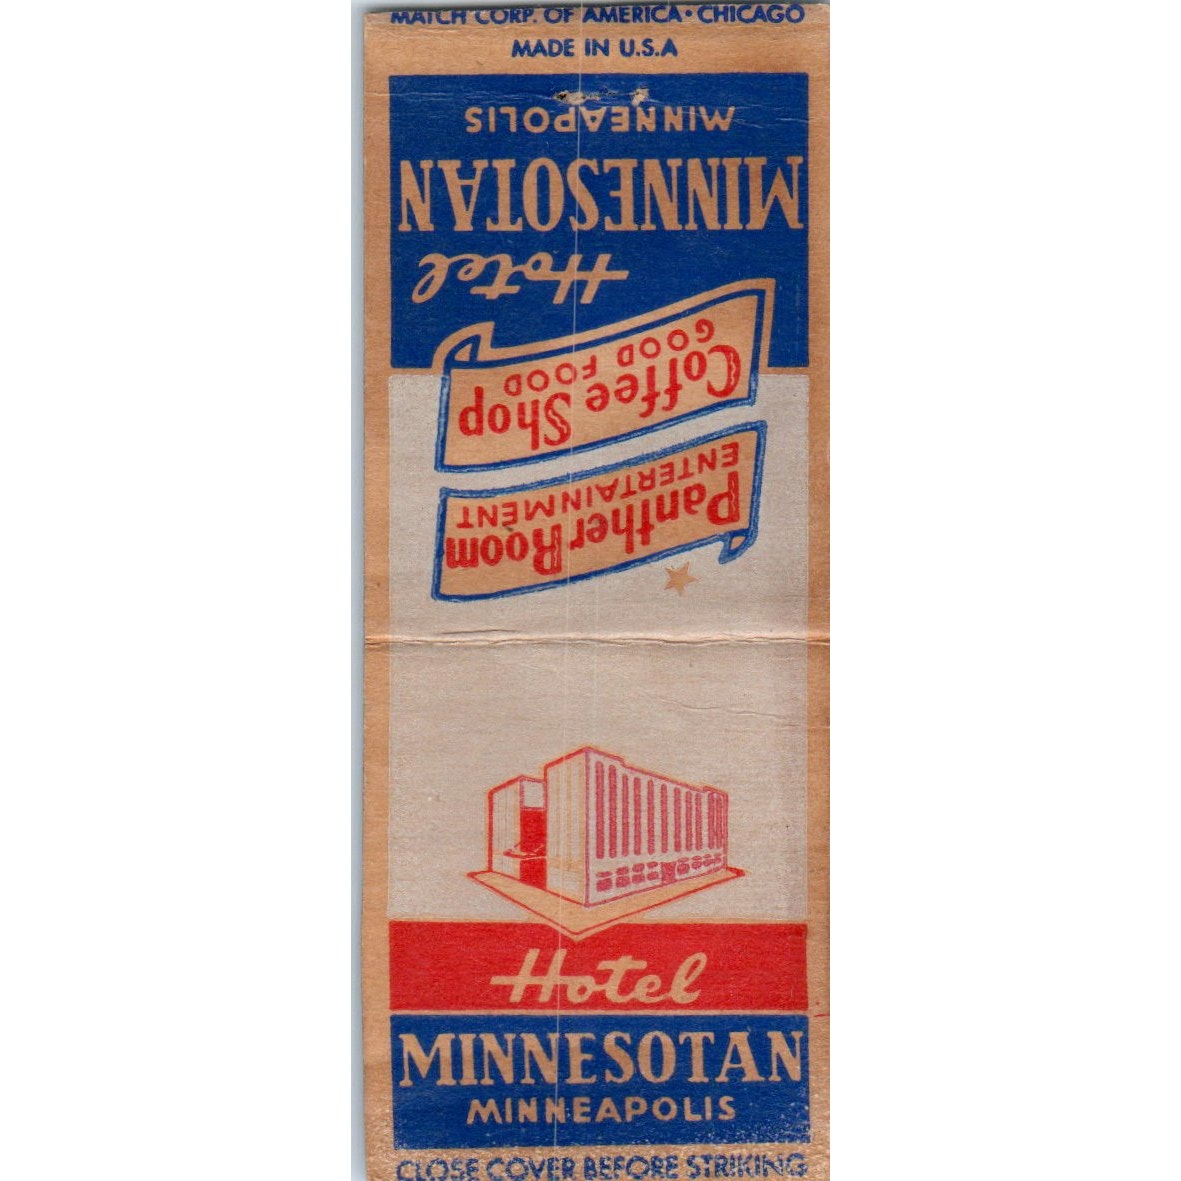 MATCH CORP. OF AMERICA • CHICAGO
MADE IN U.S.A
Panther Room
ENTERTAINMENT
Coffee Shop
GOOD FOOD
Hotel
MINNESOTAN
MINNEAPOLIS
Hotel
MINNESOTAN
MINNEAPOLIS
CLOSE COVER BEFORE STRIKING